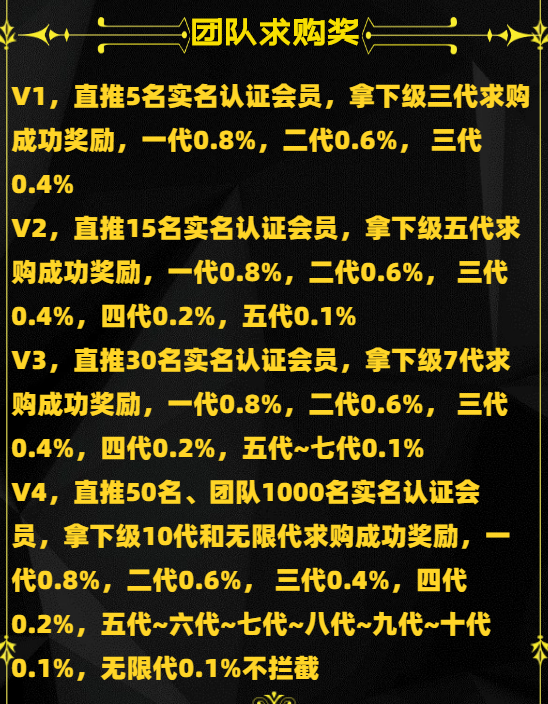 团队求购奖
V1，直推5名实名认证会员，拿下级三代求购
成功奖励，一代0.8%，二代0.6%， 三代
0.4%
V2，直推15名实名认证会员，拿下级五代求
购成功奖励，一代0.8%，二代0.6%， 三代
0.4%，四代0.2%，五代0.1%
V3，直推30名实名认证会员，拿下级7代求
购成功奖励，一代0.8%，二代0.6%， 三代
0.4%，四代0.2%，五代~七代0.1%
V4，直推50名、团队1000名实名认证会
员，拿下级10代和无限代求购成功奖励，一
代0.8%，二代0.6%， 三代0.4%，四代
0.2%，五代~六代~七代~八代~九代~十代
0.1%，无限代0.1%不拦截